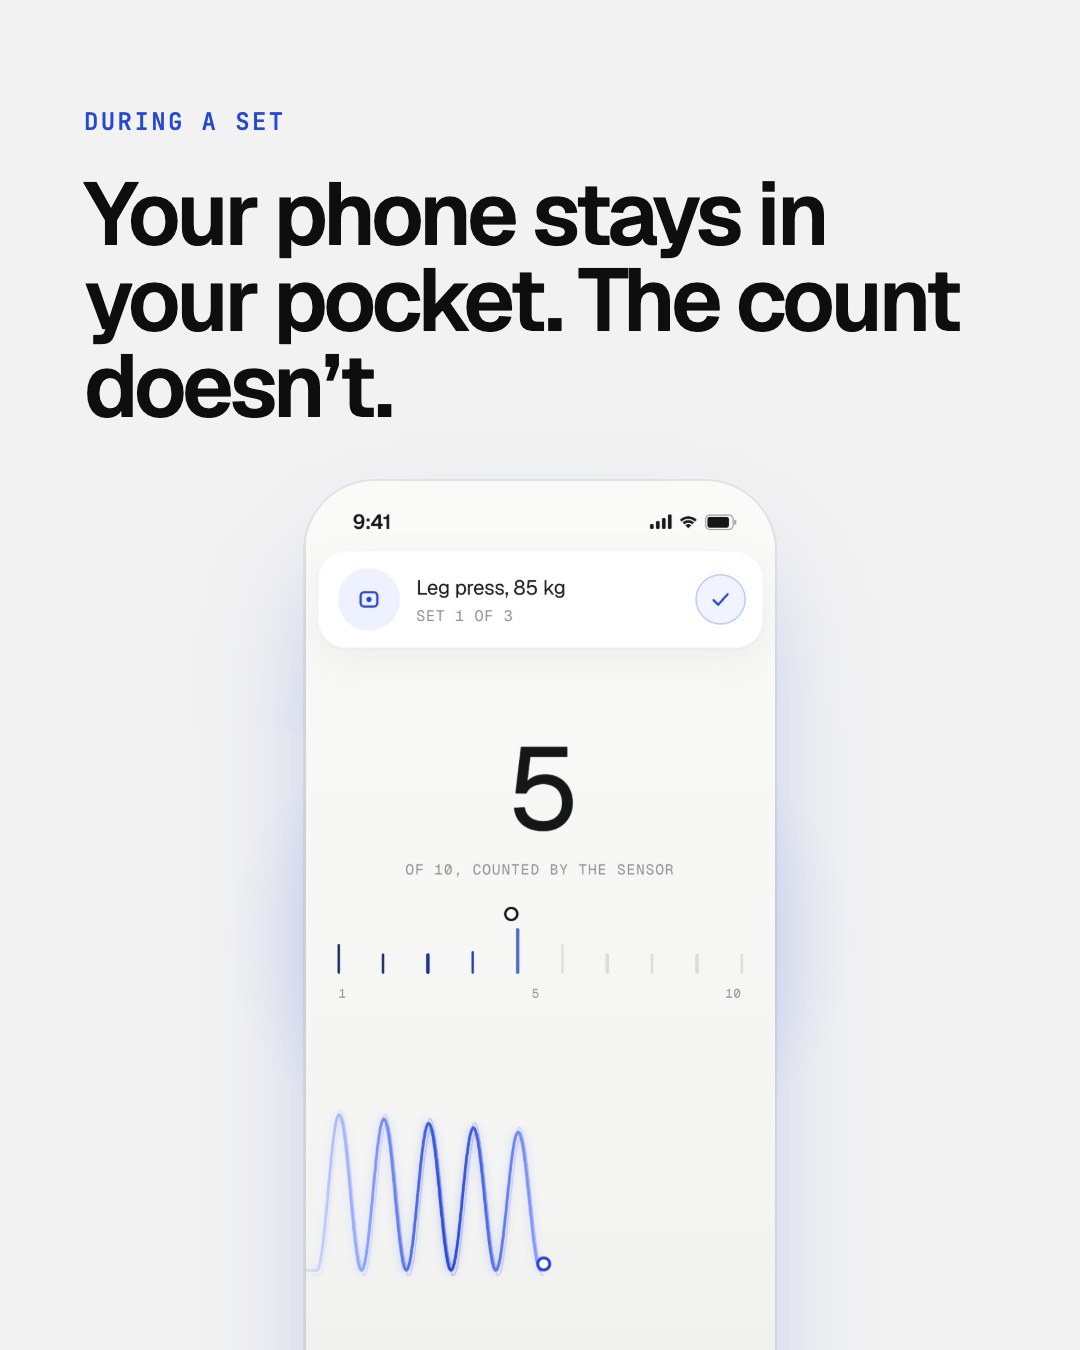 DURING A SET
Your phone stays in
your pocket. The count
doesn’t.
9:41
Leg press, 85 kg
SET 1 OF 3
5
OF 10, COUNTED BY THE SENSOR
1 5 10